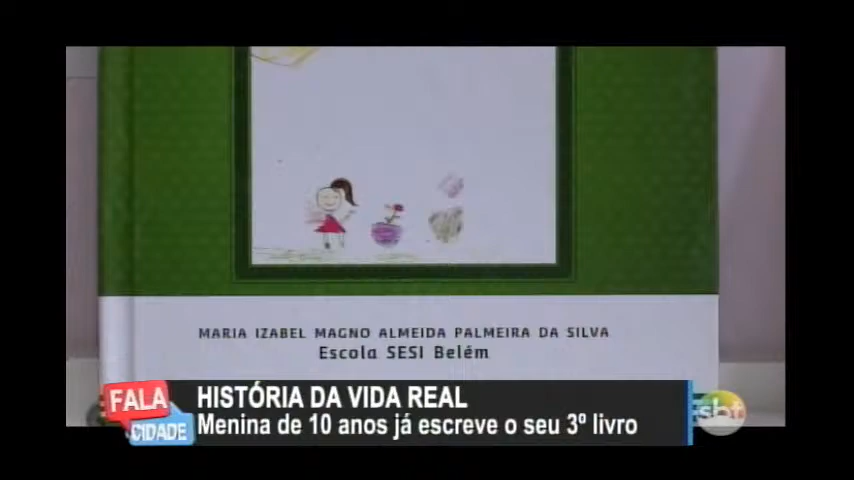 MARIA IZABEL MAGNO ALMEIDA PALMEIRA DA SILVA
Escola SESI Belém
FALA
CIDADE
HISTÓRIA DA VIDA REAL
Menina de 10 anos já escreve o seu 3º livro
sbt